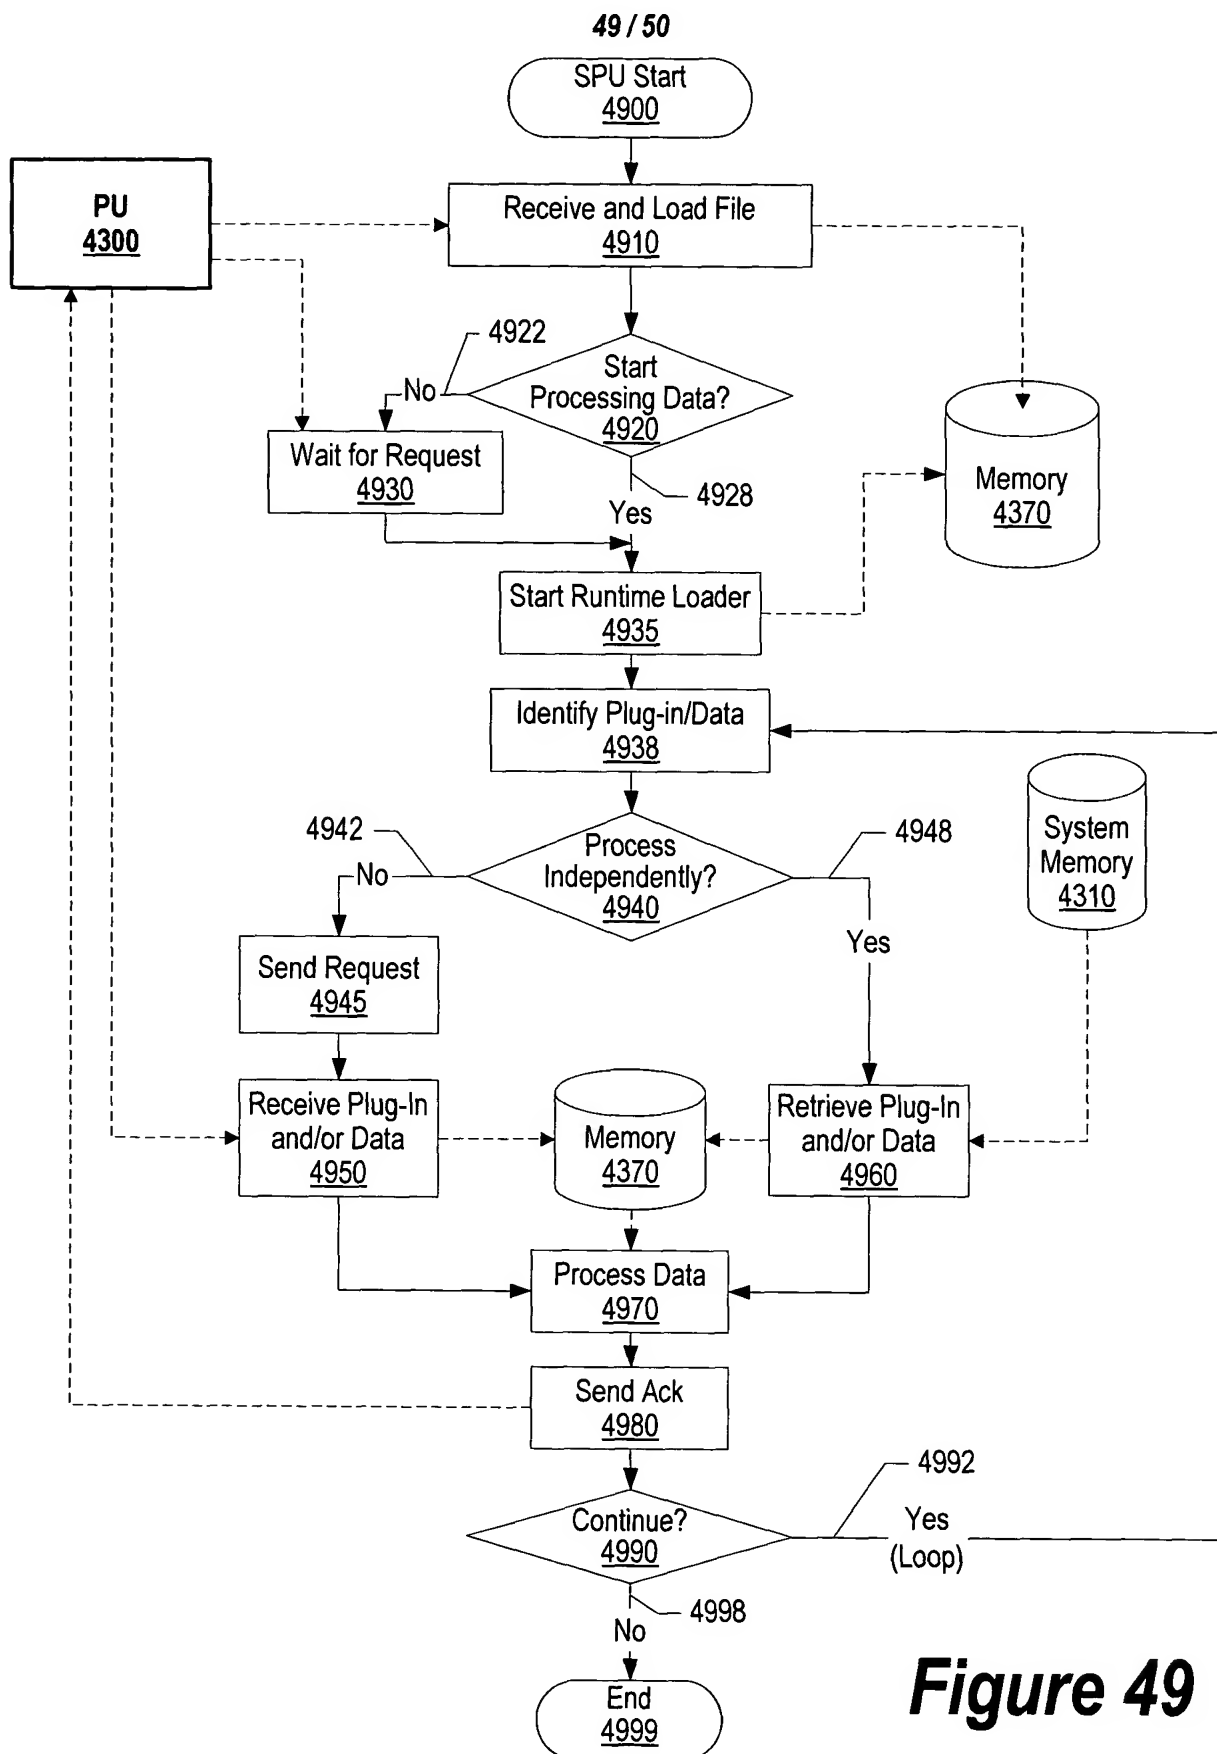 49 / 50
SPU Start
4900
PU
4300
Receive and Load File
4910
4922
Start
Processing Data?
4920
No
Wait for Request
4930
4928
Yes
Memory
4370
Start Runtime Loader
4935
Identify Plug-in/Data
4938
4942
4948
Process
Independently?
4940
No
Yes
System
Memory
4310
Send Request
4945
Receive Plug-In
and/or Data
4950
Memory
4370
Retrieve Plug-In
and/or Data
4960
Process Data
4970
Send Ack
4980
4992
Continue?
4990
Yes
(Loop)
4998
No
End
4999
Figure 49